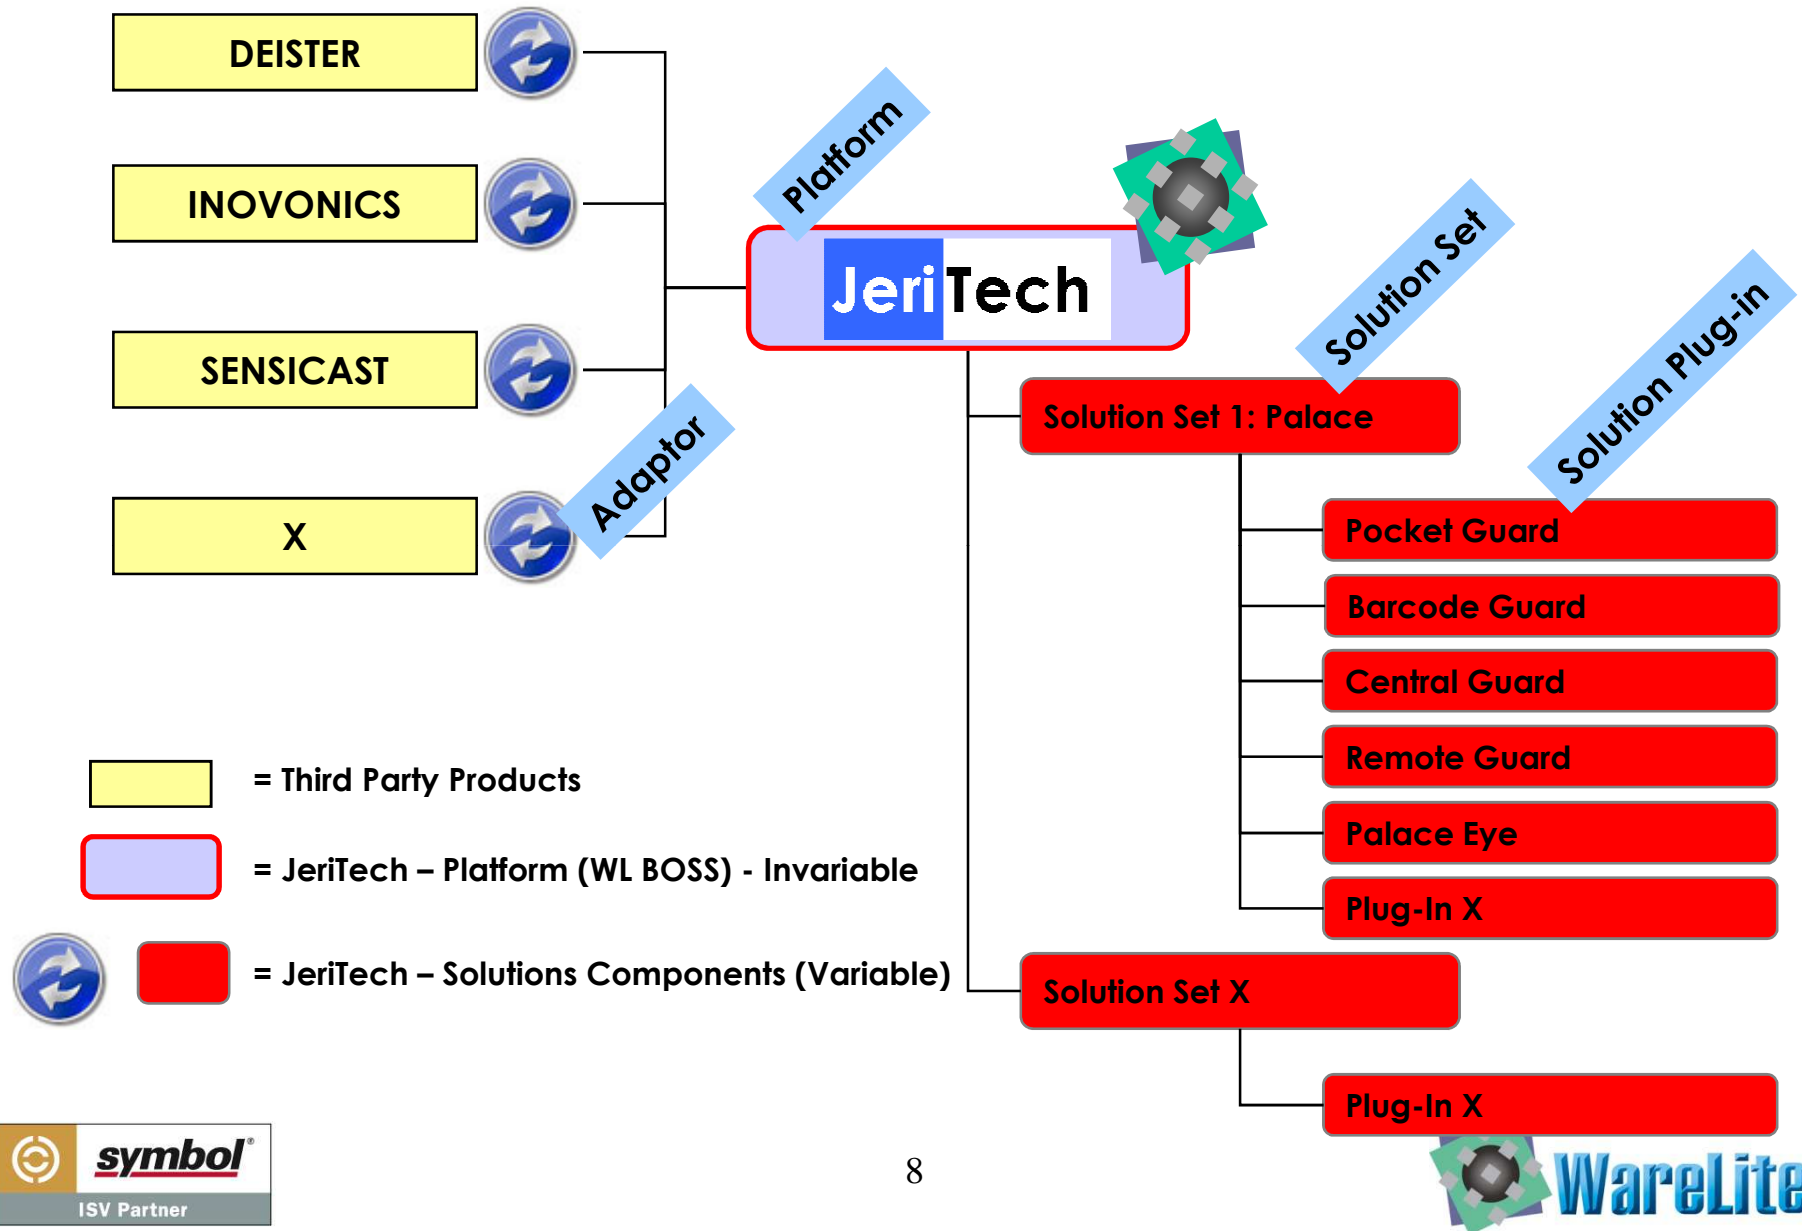 DEISTER
INOVONICS
SENSICAST
X
Adaptor
Platform
JeriTech
Solution Set
Solution Plug-in
Solution Set 1: Palace
Pocket Guard
Barcode Guard
Central Guard
Remote Guard
Palace Eye
Plug-In X
Solution Set X
Plug-In X
= Third Party Products
= JeriTech – Platform (WL BOSS) - Invariable
= JeriTech – Solutions Components (Variable)
symbol®
ISV Partner
8
WareLite